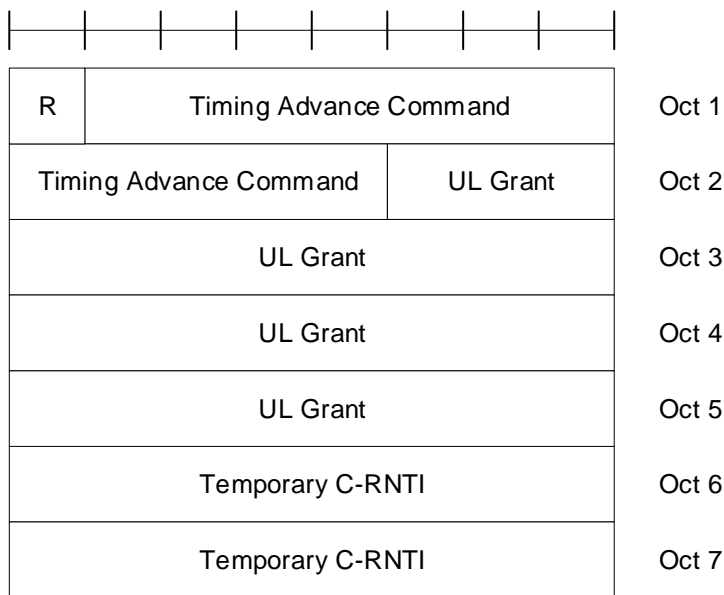 R Timing Advance Command Oct 1
Timing Advance Command UL Grant Oct 2
UL Grant Oct 3
UL Grant Oct 4
UL Grant Oct 5
Temporary C-RNTI Oct 6
Temporary C-RNTI Oct 7